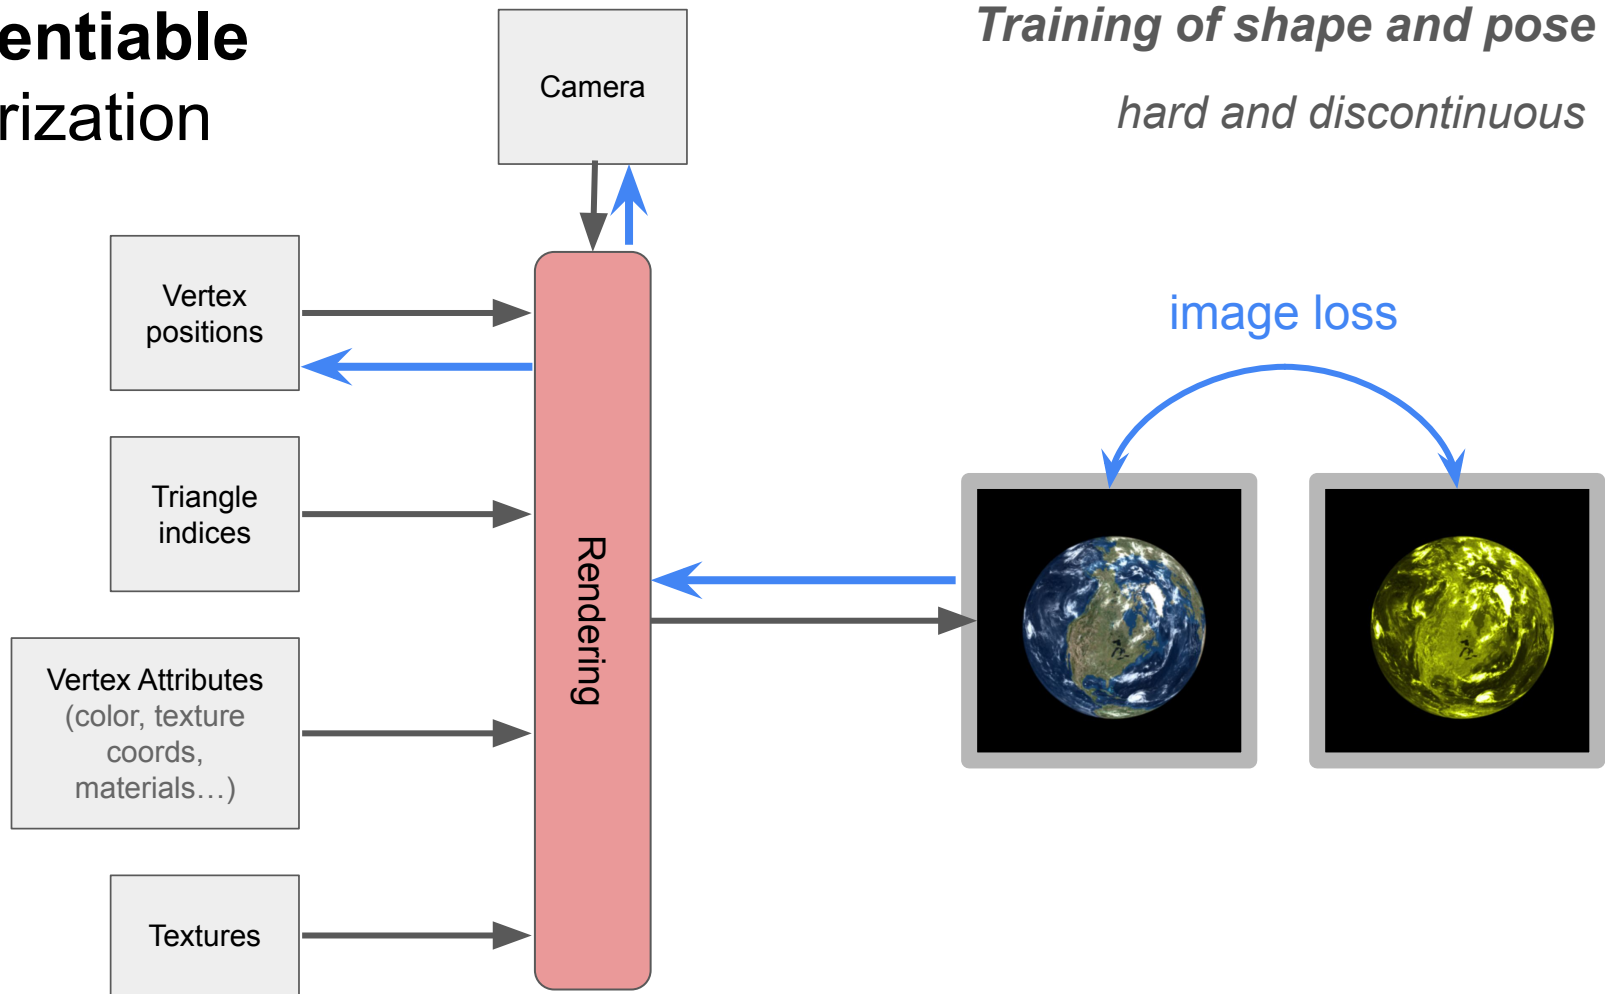 entiable
rization
Training of shape and pose
hard and discontinuous
Camera
Vertex
positions
image loss
Triangle
indices
Rendering
Vertex Attributes
(color, texture
coords,
materials…)
Textures